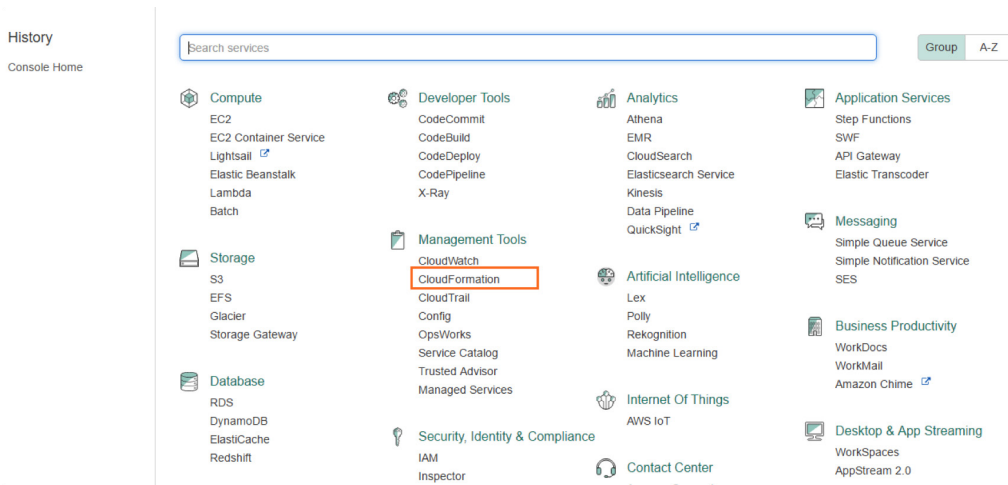 History
Console Home
Search services
Group
A-Z
Compute
EC2
EC2 Container Service
Lightsail
Elastic Beanstalk
Lambda
Batch
Storage
S3
EFS
Glacier
Storage Gateway
Database
RDS
DynamoDB
ElastiCache
Redshift
Developer Tools
CodeCommit
CodeBuild
CodeDeploy
CodePipeline
X-Ray
Management Tools
CloudWatch
CloudFormation
CloudTrail
Config
OpsWorks
Service Catalog
Trusted Advisor
Managed Services
Security, Identity & Compliance
IAM
Inspector
Analytics
Athena
EMR
CloudSearch
Elasticsearch Service
Kinesis
Data Pipeline
QuickSight
Artificial Intelligence
Lex
Polly
Rekognition
Machine Learning
Internet Of Things
AWS IoT
Contact Center
Application Services
Step Functions
SWF
API Gateway
Elastic Transcoder
Messaging
Simple Queue Service
Simple Notification Service
SES
Business Productivity
WorkDocs
WorkMail
Amazon Chime
Desktop & App Streaming
WorkSpaces
AppStream 2.0